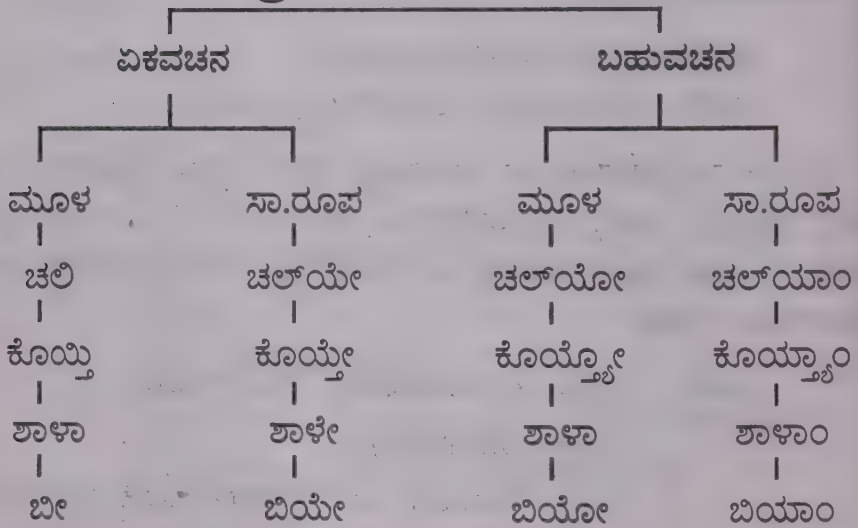 ಏಕವಚನ ಬಹುವಚನ
ಮೂಳ ಸಾ.ರೂಪ ಮೂಳ ಸಾ.ರೂಪ
ಚಲಿ ಚಲ್‌ಯೇ ಚಲ್‌ಯೋ ಚಲ್‌ಯಾಂ
ಕೊಯ್ತಿ ಕೊಯ್ತೇ ಕೊಯ್ತ್ಯೋ ಕೊಯ್ತ್ಯಾಂ
ಶಾಳಾ ಶಾಳೇ ಶಾಳಾ ಶಾಳಾಂ
ಬೀ ಬಿಯೇ ಬಿಯೋ ಬಿಯಾಂ